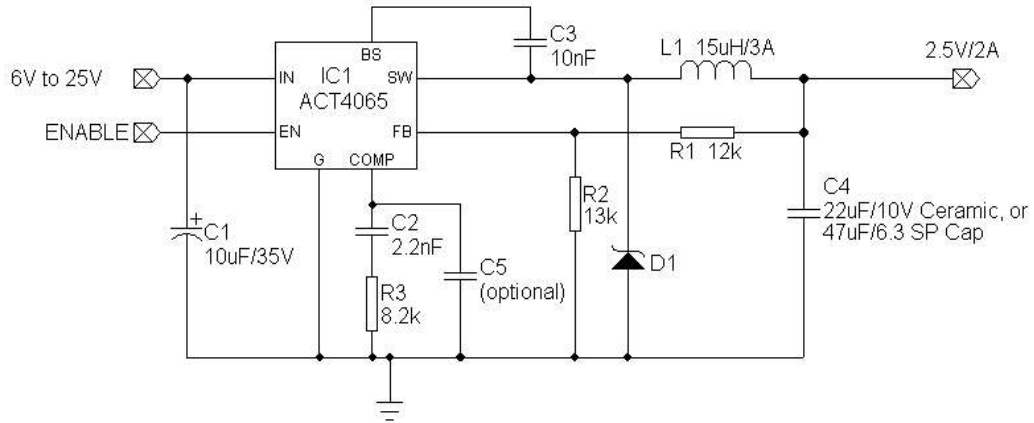 BS
C3
10nF
L1 15uH/3A
2.5V/2A
6V to 25V
IN
IC1
ACT4065
SW
ENABLE
EN
FB
R1 12k
G
COMP
C1
10uF/35V
+
C2
2.2nF
R3
8.2k
C5
(optional)
R2
13k
D1
C4
22uF/10V Ceramic, or
47uF/6.3 SP Cap